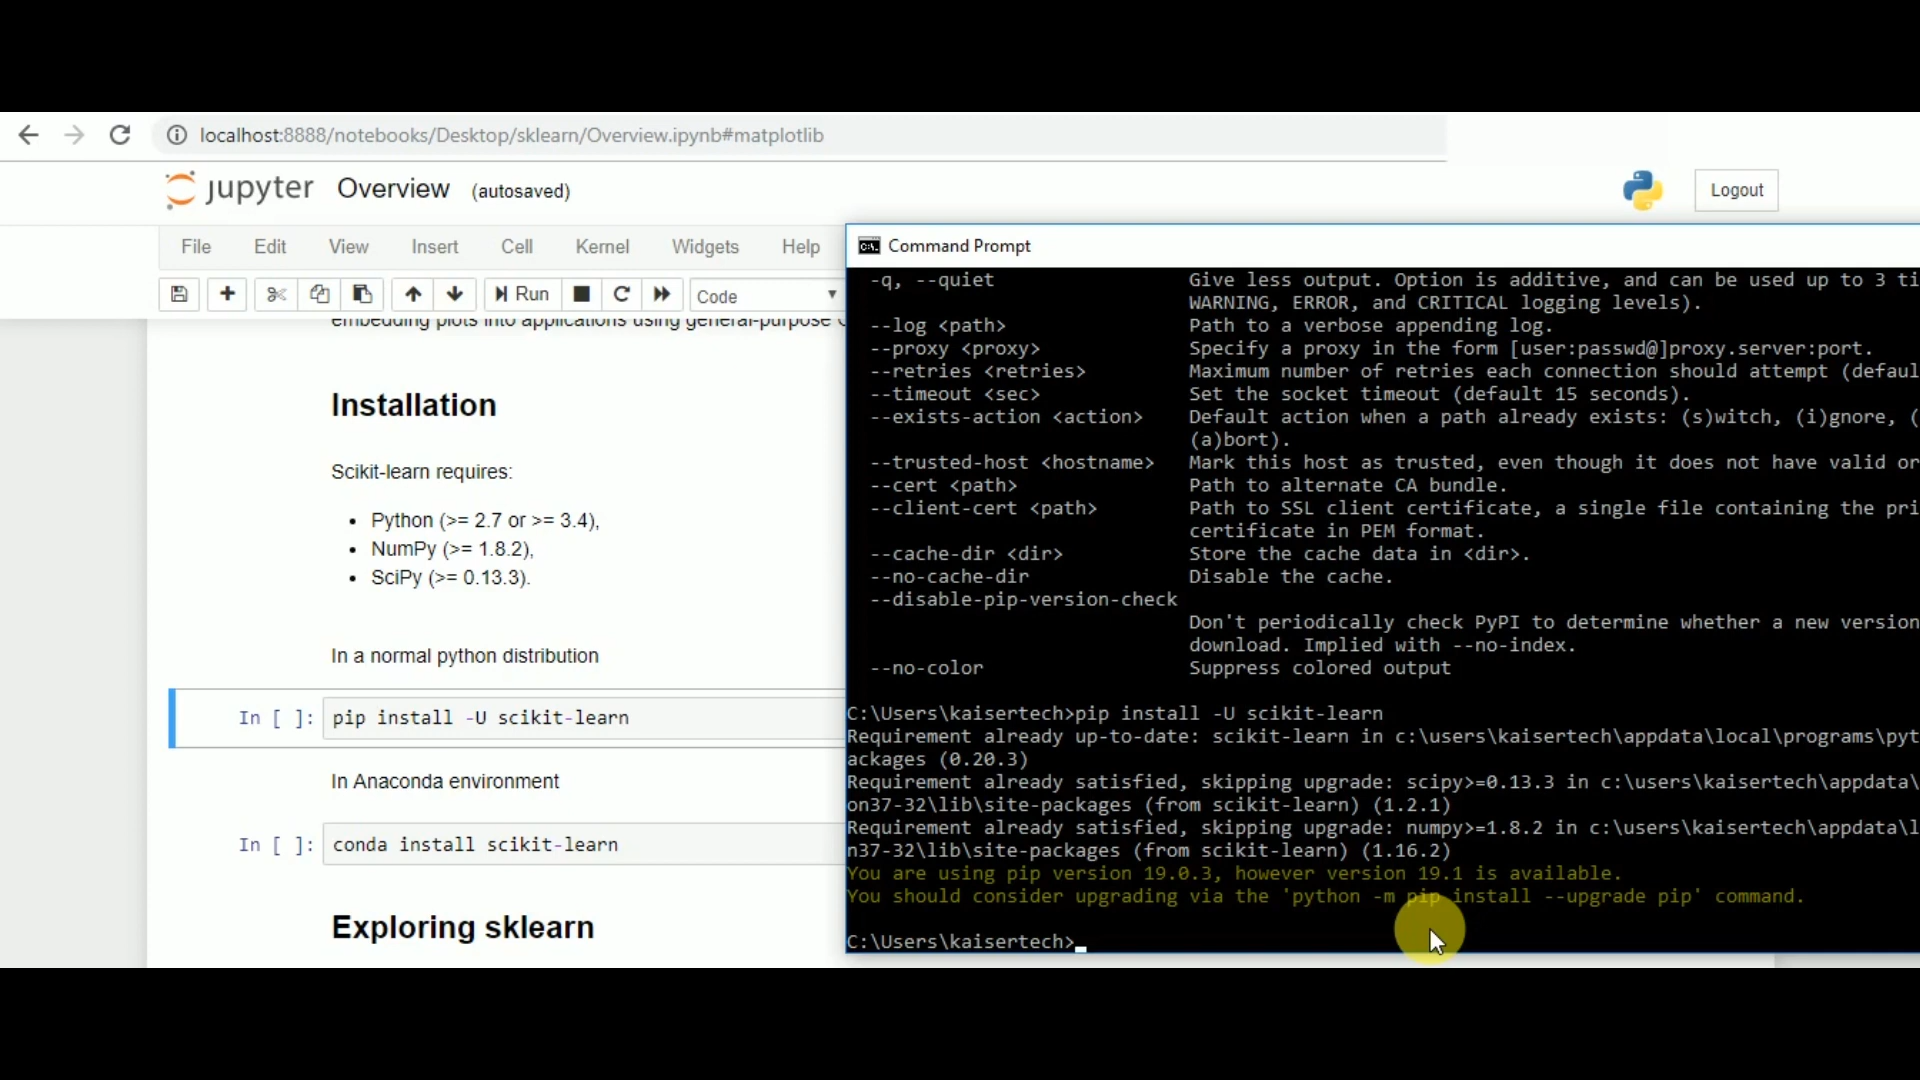 localhost:8888/notebooks/Desktop/sklearn/Overview.ipynb#matplotlib
jupyter Overview (autosaved)
Logout
File Edit View Insert Cell Kernel Widgets Help
Run
Code
embedding plots into applications using general-purpose
Installation
Scikit-learn requires:
• Python (>= 2.7 or >= 3.4),
• NumPy (>= 1.8.2),
• SciPy (>= 0.13.3).
In a normal python distribution
In [ ]: pip install -U scikit-learn
In Anaconda environment
In [ ]: conda install scikit-learn
Exploring sklearn
Command Prompt
-q, --quiet Give less output. Option is additive, and can be used up to 3 ti
WARNING, ERROR, and CRITICAL logging levels).
--log <path> Path to a verbose appending log.
--proxy <proxy> Specify a proxy in the form [user:passwd@]proxy.server:port.
--retries <retries> Maximum number of retries each connection should attempt (defaul
--timeout <sec> Set the socket timeout (default 15 seconds).
--exists-action <action> Default action when a path already exists: (s)witch, (i)gnore, (
(a)bort).
--trusted-host <hostname> Mark this host as trusted, even though it does not have valid or
--cert <path> Path to alternate CA bundle.
--client-cert <path> Path to SSL client certificate, a single file containing the pri
certificate in PEM format.
--cache-dir <dir> Store the cache data in <dir>.
--no-cache-dir Disable the cache.
--disable-pip-version-check
Don't periodically check PyPI to determine whether a new version
download. Implied with --no-index.
--no-color Suppress colored output
C:\Users\kaisertech>pip install -U scikit-learn
Requirement already up-to-date: scikit-learn in c:\users\kaisertech\appdata\local\programs\pyt
ackages (0.20.3)
Requirement already satisfied, skipping upgrade: scipy>=0.13.3 in c:\users\kaisertech\appdata\
on37-32\lib\site-packages (from scikit-learn) (1.2.1)
Requirement already satisfied, skipping upgrade: numpy>=1.8.2 in c:\users\kaisertech\appdata\l
n37-32\lib\site-packages (from scikit-learn) (1.16.2)
You are using pip version 19.0.3, however version 19.1 is available.
You should consider upgrading via the 'python -m pip install --upgrade pip' command.
C:\Users\kaisertech>